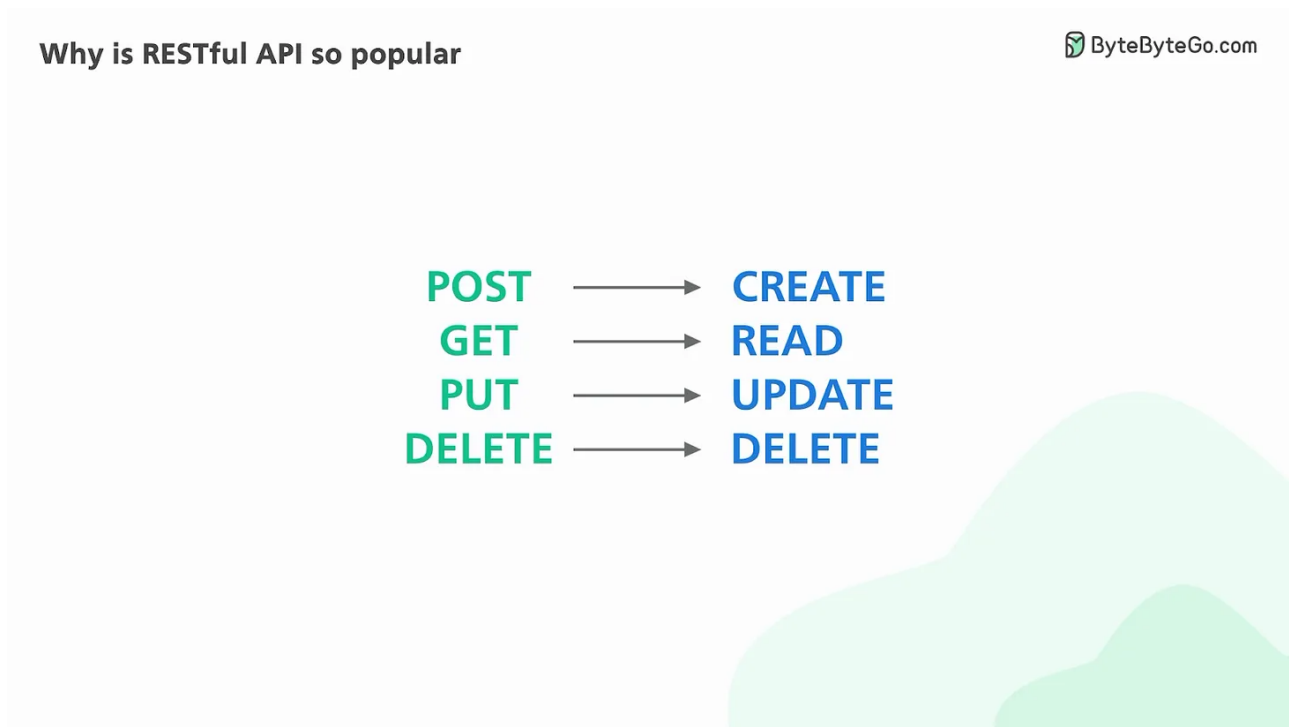 Why is RESTful API so popular
ByteByteGo.com
POST CREATE
GET READ
PUT UPDATE
DELETE DELETE